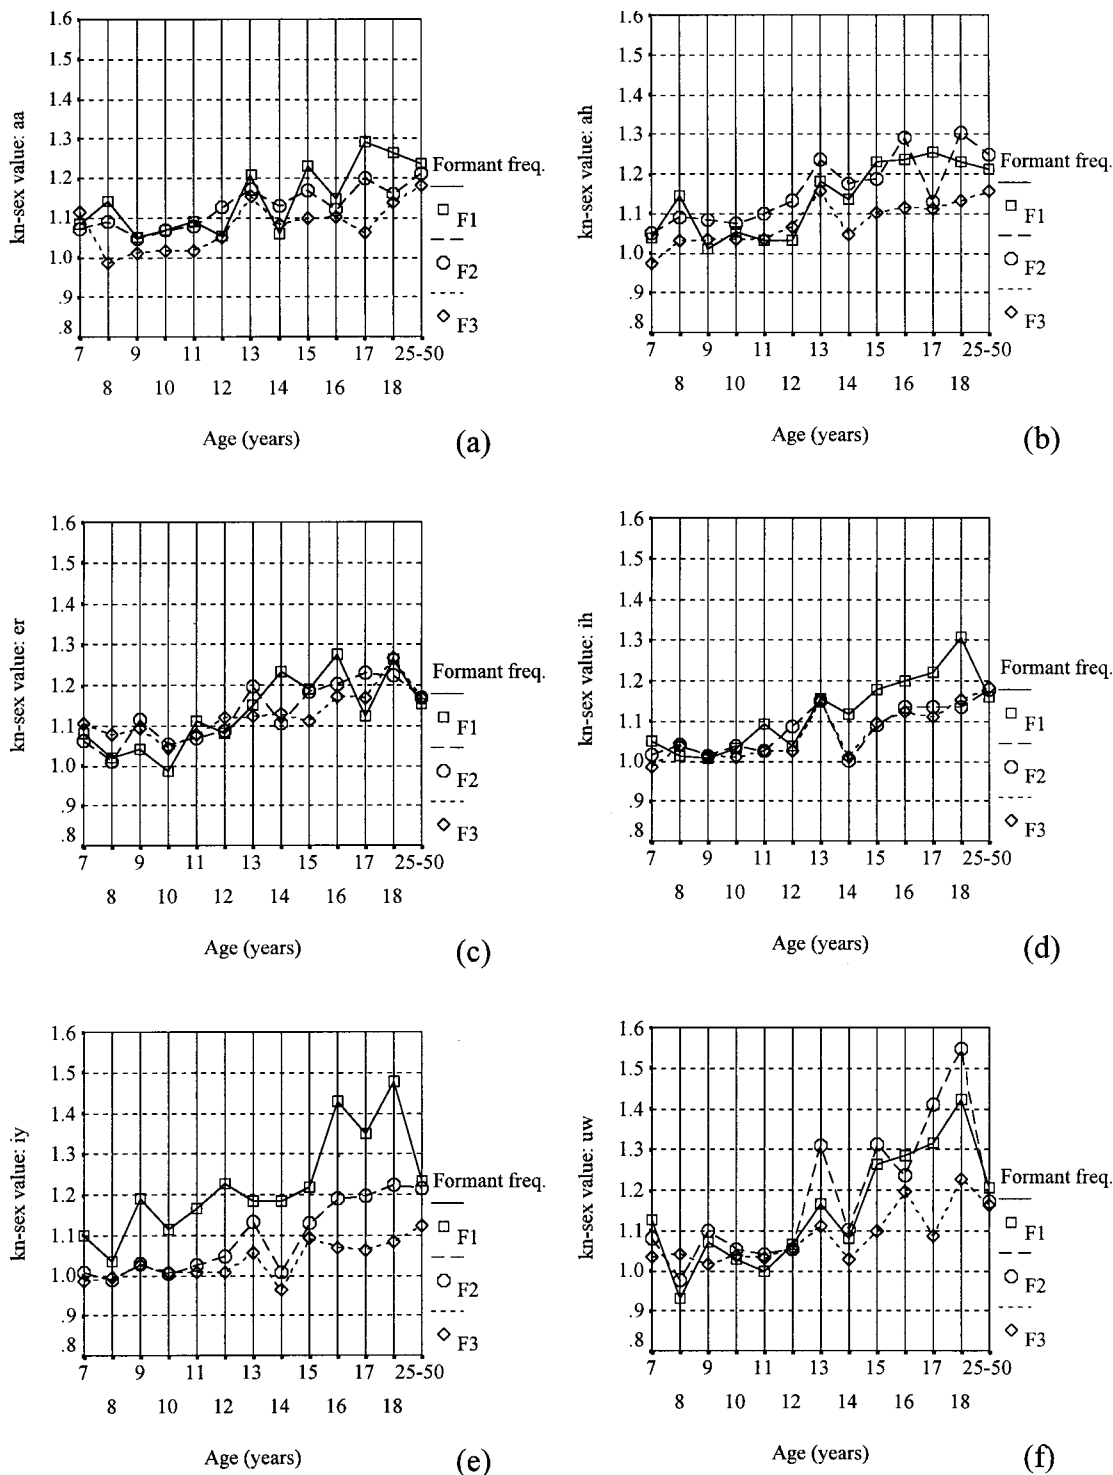 1.6
1.5
1.4
1.3
1.2
1.1
1.0
.9
.8
kn-sex value: aa
Formant freq.
F1
F2
F3
7 9 11 13 15 17 25-50
8 10 12 14 16 18
Age (years)
(a)
1.6
1.5
1.4
1.3
1.2
1.1
1.0
.9
.8
kn-sex value: ah
Formant freq.
F1
F2
F3
7 9 11 13 15 17 25-50
8 10 12 14 16 18
Age (years)
(b)
1.6
1.5
1.4
1.3
1.2
1.1
1.0
.9
.8
kn-sex value: er
Formant freq.
F1
F2
F3
7 9 11 13 15 17 25-50
8 10 12 14 16 18
Age (years)
(c)
1.6
1.5
1.4
1.3
1.2
1.1
1.0
.9
.8
kn-sex value: ih
Formant freq.
F1
F2
F3
7 9 11 13 15 17 25-50
8 10 12 14 16 18
Age (years)
(d)
1.6
1.5
1.4
1.3
1.2
1.1
1.0
.9
.8
kn-sex value: iy
Formant freq.
F1
F2
F3
7 9 11 13 15 17 25-50
8 10 12 14 16 18
Age (years)
(e)
1.6
1.5
1.4
1.3
1.2
1.1
1.0
.9
.8
kn-sex value: uw
Formant freq.
F1
F2
F3
7 9 11 13 15 17 25-50
8 10 12 14 16 18
Age (years)
(f)